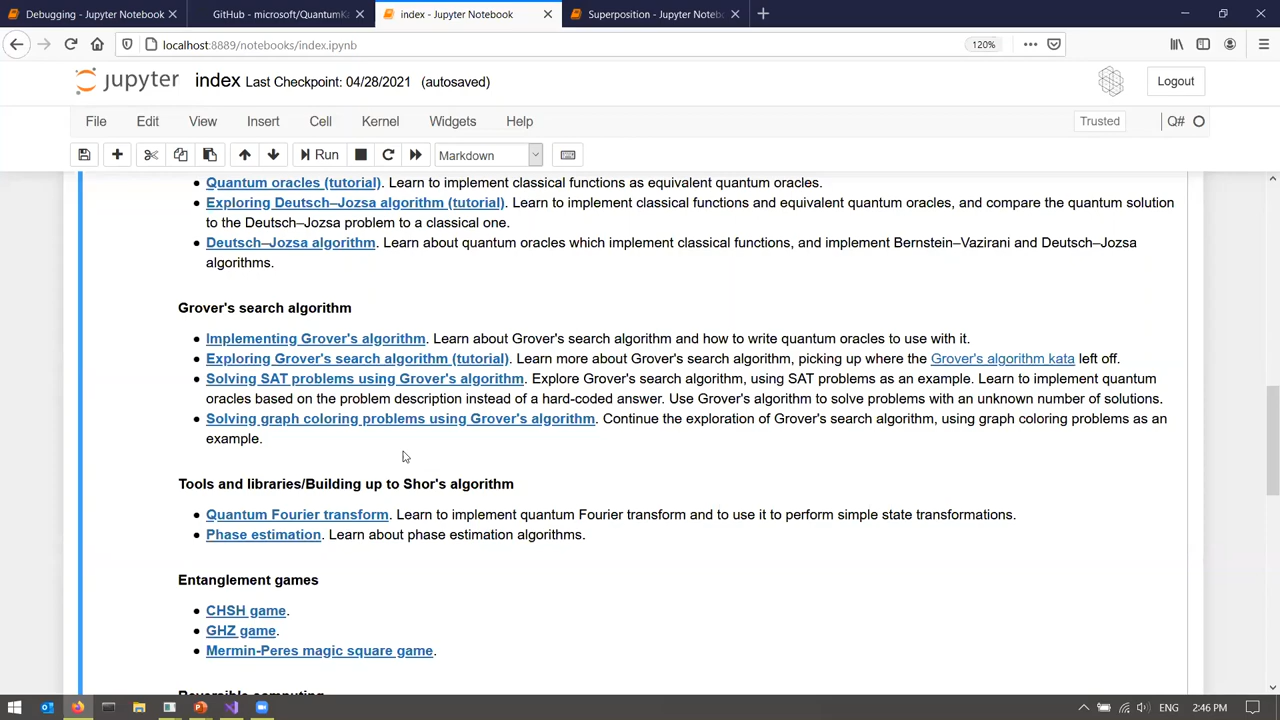 Debugging - Jupyter Notebook
GitHub - microsoft/QuantumKa
index - Jupyter Notebook
Superposition - Jupyter Noteb
localhost:8889/notebooks/index.ipynb
120%
jupyter index Last Checkpoint: 04/28/2021 (autosaved)
Logout
File Edit View Insert Cell Kernel Widgets Help
Trusted
Q#
Run
Markdown
• Quantum oracles (tutorial). Learn to implement classical functions as equivalent quantum oracles.
• Exploring Deutsch–Jozsa algorithm (tutorial). Learn to implement classical functions and equivalent quantum oracles, and compare the quantum solution
to the Deutsch–Jozsa problem to a classical one.
• Deutsch–Jozsa algorithm. Learn about quantum oracles which implement classical functions, and implement Bernstein–Vazirani and Deutsch–Jozsa
algorithms.
Grover's search algorithm
• Implementing Grover's algorithm. Learn about Grover's search algorithm and how to write quantum oracles to use with it.
• Exploring Grover's search algorithm (tutorial). Learn more about Grover's search algorithm, picking up where the Grover's algorithm kata left off.
• Solving SAT problems using Grover's algorithm. Explore Grover's search algorithm, using SAT problems as an example. Learn to implement quantum
oracles based on the problem description instead of a hard-coded answer. Use Grover's algorithm to solve problems with an unknown number of solutions.
• Solving graph coloring problems using Grover's algorithm. Continue the exploration of Grover's search algorithm, using graph coloring problems as an
example.
Tools and libraries/Building up to Shor's algorithm
• Quantum Fourier transform. Learn to implement quantum Fourier transform and to use it to perform simple state transformations.
• Phase estimation. Learn about phase estimation algorithms.
Entanglement games
• CHSH game.
• GHZ game.
• Mermin-Peres magic square game.
Reversible computing
ENG 2:46 PM